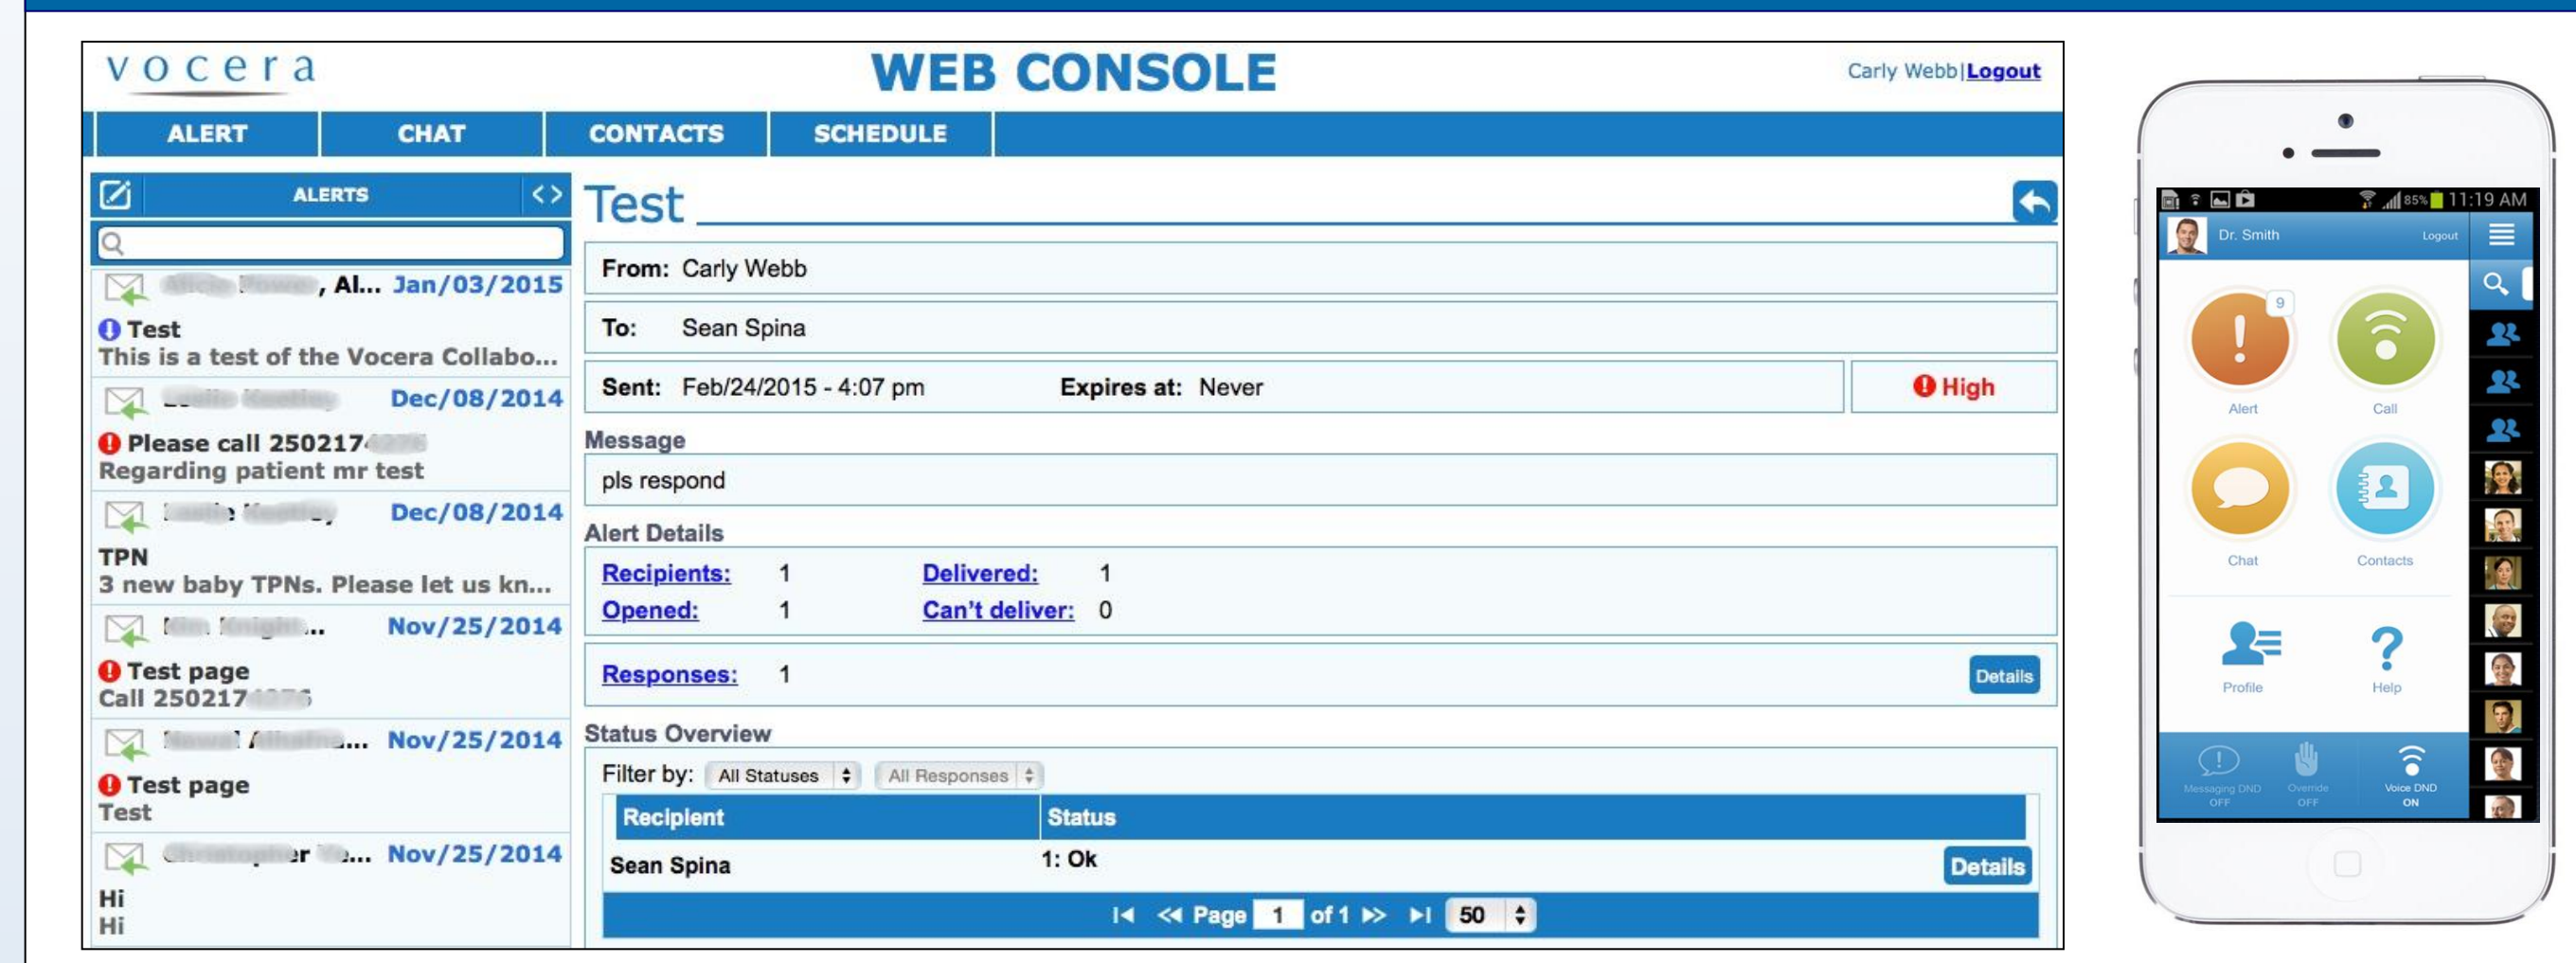 vocera
WEB CONSOLE
Carly Webb|Logout
ALERT CHAT CONTACTS SCHEDULE
ALERTS
, Al... Jan/03/2015
Test
This is a test of the Vocera Collabo...
Dec/08/2014
Please call 2502174
Regarding patient mr test
Dec/08/2014
TPN
3 new baby TPNs. Please let us kn...
Nov/25/2014
Test page
Call 250217
Nov/25/2014
Test page
Test
Nov/25/2014
Hi
Hi
Test
From: Carly Webb
To: Sean Spina
Sent: Feb/24/2015 - 4:07 pm Expires at: Never High
Message
pls respond
Alert Details
Recipients: 1 Delivered: 1
Opened: 1 Can't deliver: 0
Responses: 1 Details
Status Overview
Filter by: All Statuses All Responses
Recipient Status
Sean Spina 1: Ok Details
Page 1 of 1 50
85% 11:19 AM
Dr. Smith Logout
9
Alert Call
Chat Contacts
Profile Help
Messaging DND Override Voice DND
OFF OFF ON